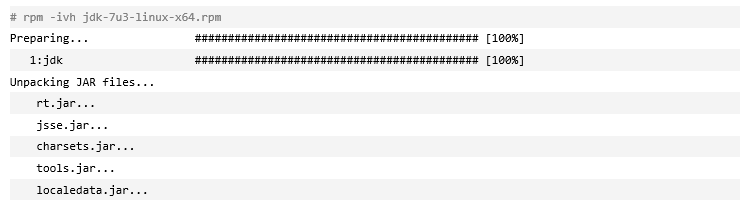 # rpm -ivh jdk-7u3-linux-x64.rpm
Preparing...                ########################################### [100%]
   1:jdk                    ########################################### [100%]
Unpacking JAR files...
    rt.jar...
    jsse.jar...
    charsets.jar...
    tools.jar...
    localedata.jar...